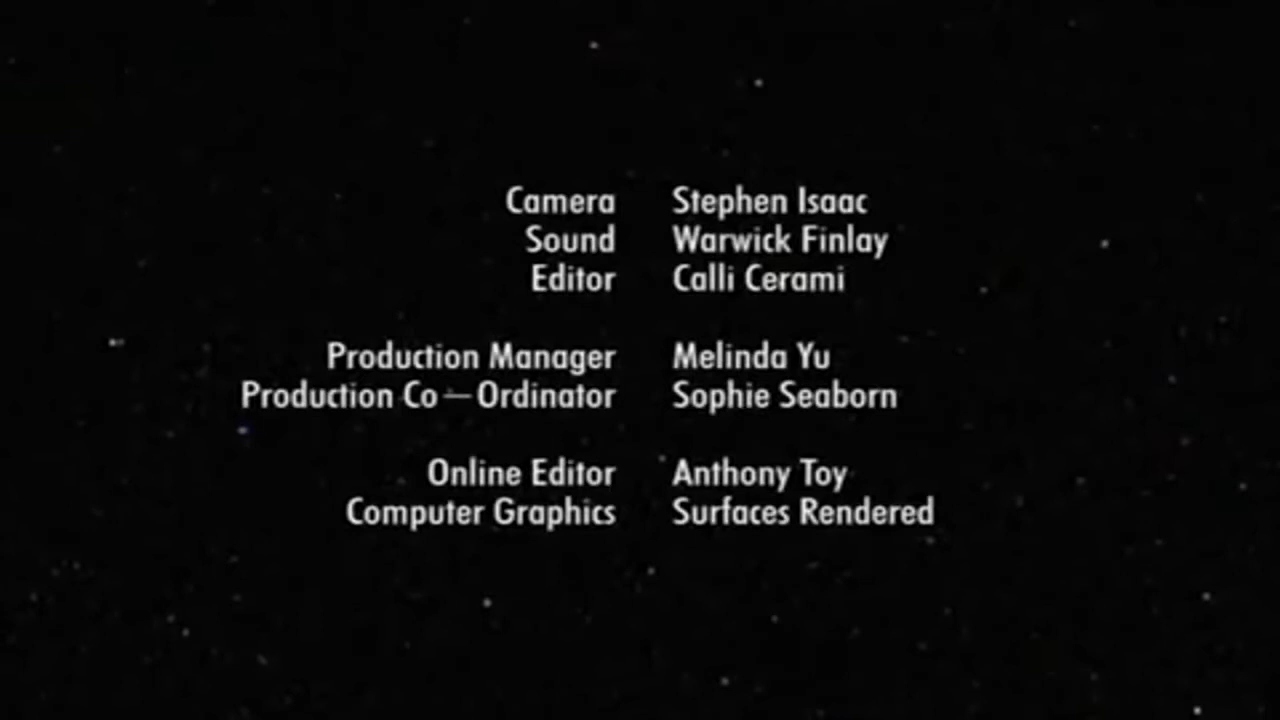 Camera Stephen Isaac
Sound Warwick Finlay
Editor Calli Cerami
Production Manager Melinda Yu
Production Co—Ordinator Sophie Seaborn
Online Editor Anthony Toy
Computer Graphics Surfaces Rendered